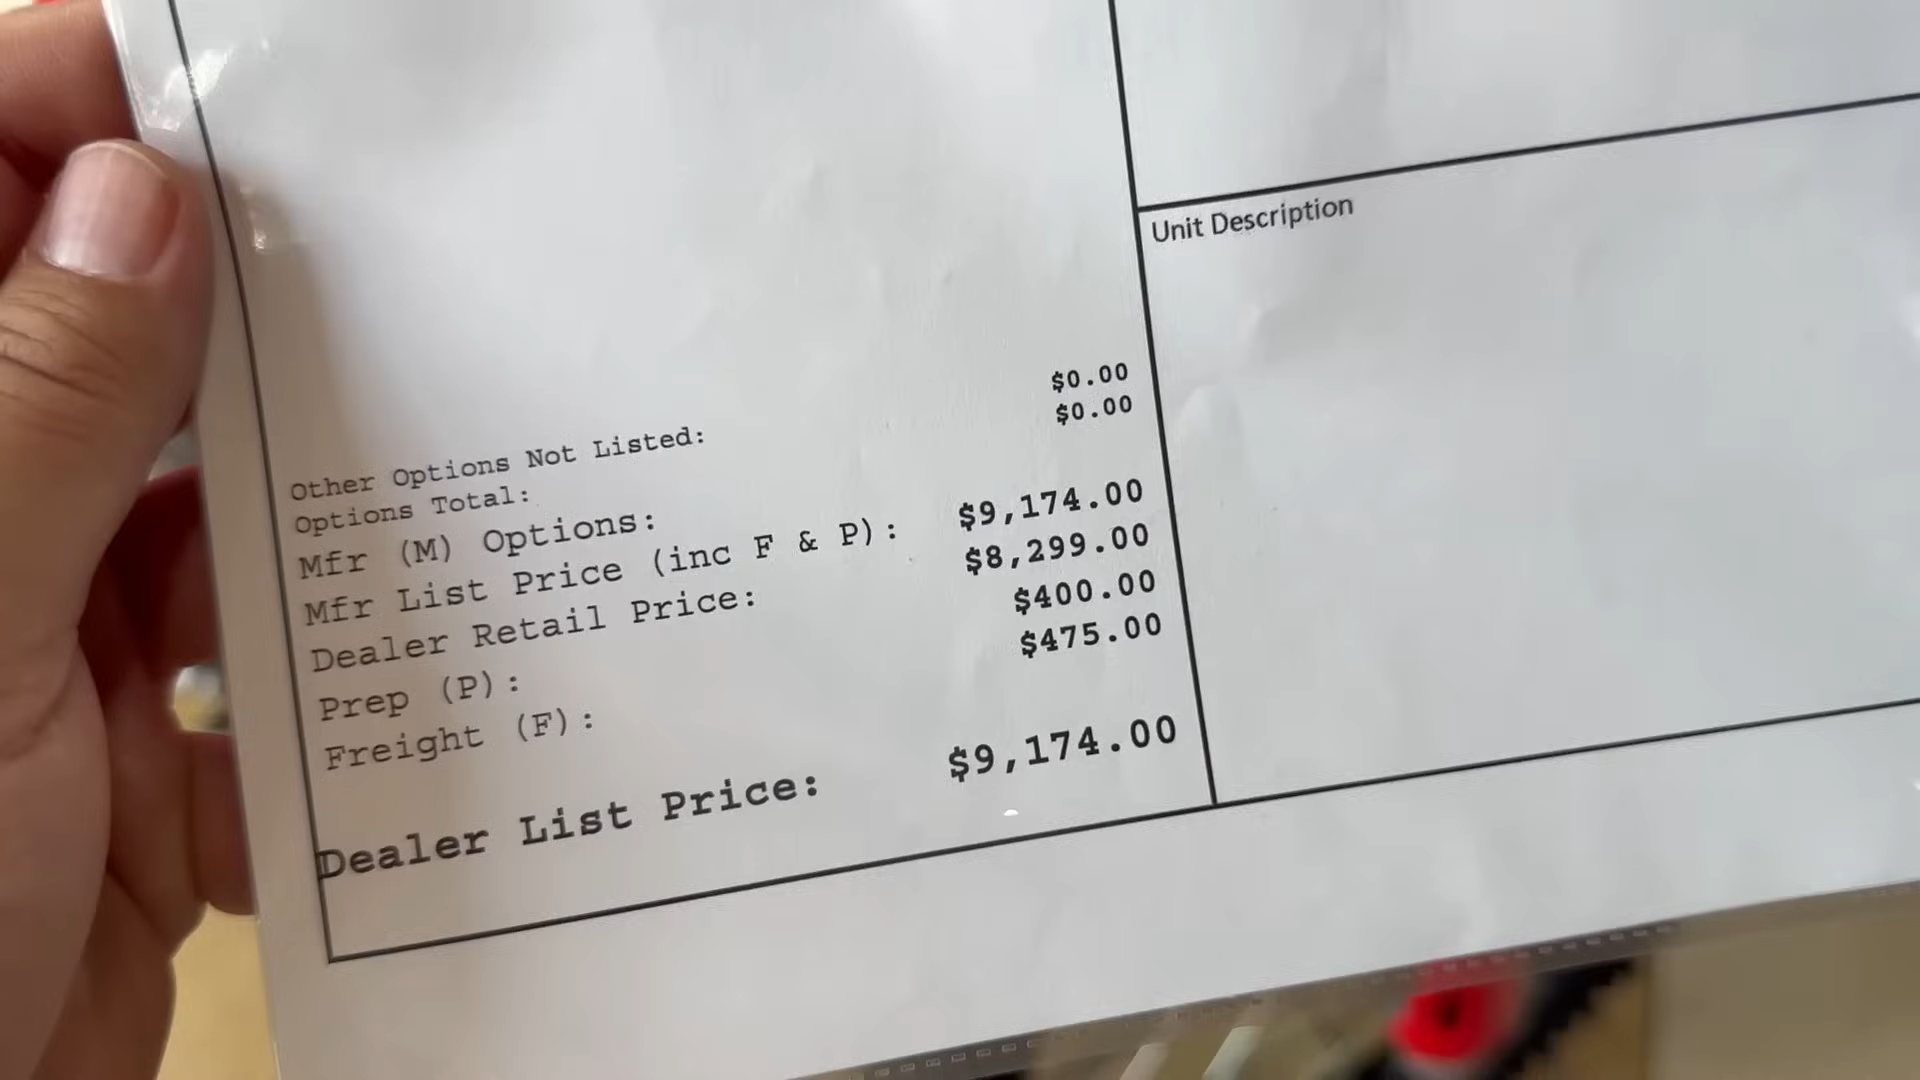 Other Options Not Listed: $0.00
Options Total: $0.00
Mfr (M) Options:
Mfr List Price (inc F & P): $9,174.00
Dealer Retail Price: $8,299.00
Prep (P): $400.00
Freight (F): $475.00
Dealer List Price: $9,174.00
Unit Description